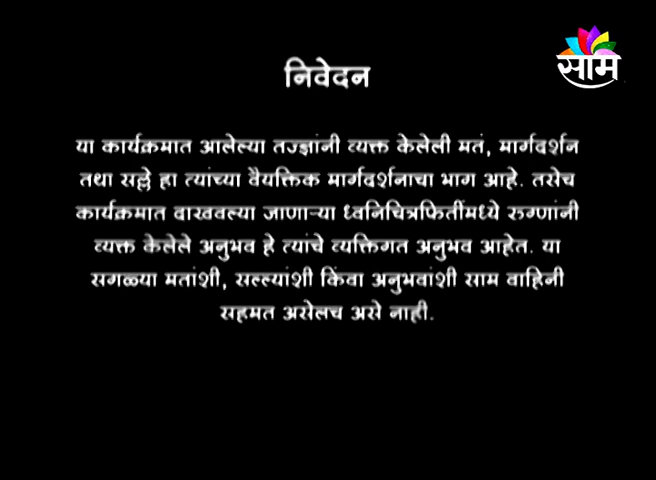 साम
निवेदन
या कार्यक्रमात आलेल्या तज्ज्ञांनी व्यक्त केलेली मतं, मार्गदर्शन
तथा सल्ले हा त्यांच्या वैयक्तिक मार्गदर्शनाचा भाग आहे. तसेच
कार्यक्रमात दाखवल्या जाणाऱ्या ध्वनिचित्रफितींमध्ये रुग्णांनी
व्यक्त केलेले अनुभव हे त्यांचे व्यक्तिगत अनुभव आहेत. या
सगळ्या मतांशी, सल्ल्यांशी किंवा अनुभवांशी साम वाहिनी
सहमत असेलच असे नाही.